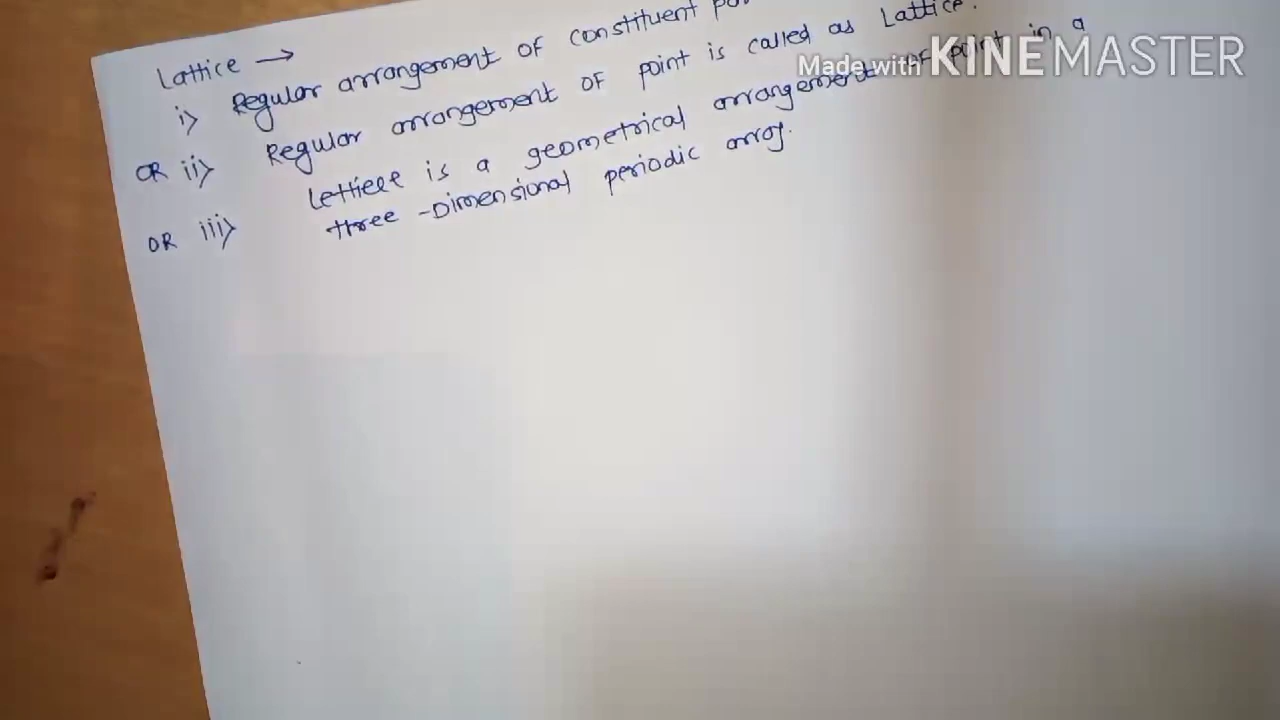 Lattice →
i) Regular arrangement of constituent
OR ii) Regular arrangement of point is called as Lattice.
OR iii) Lettiece is a geometrical arrangement of point in a
three-Dimensional periodic array.
Made with KINEMASTER